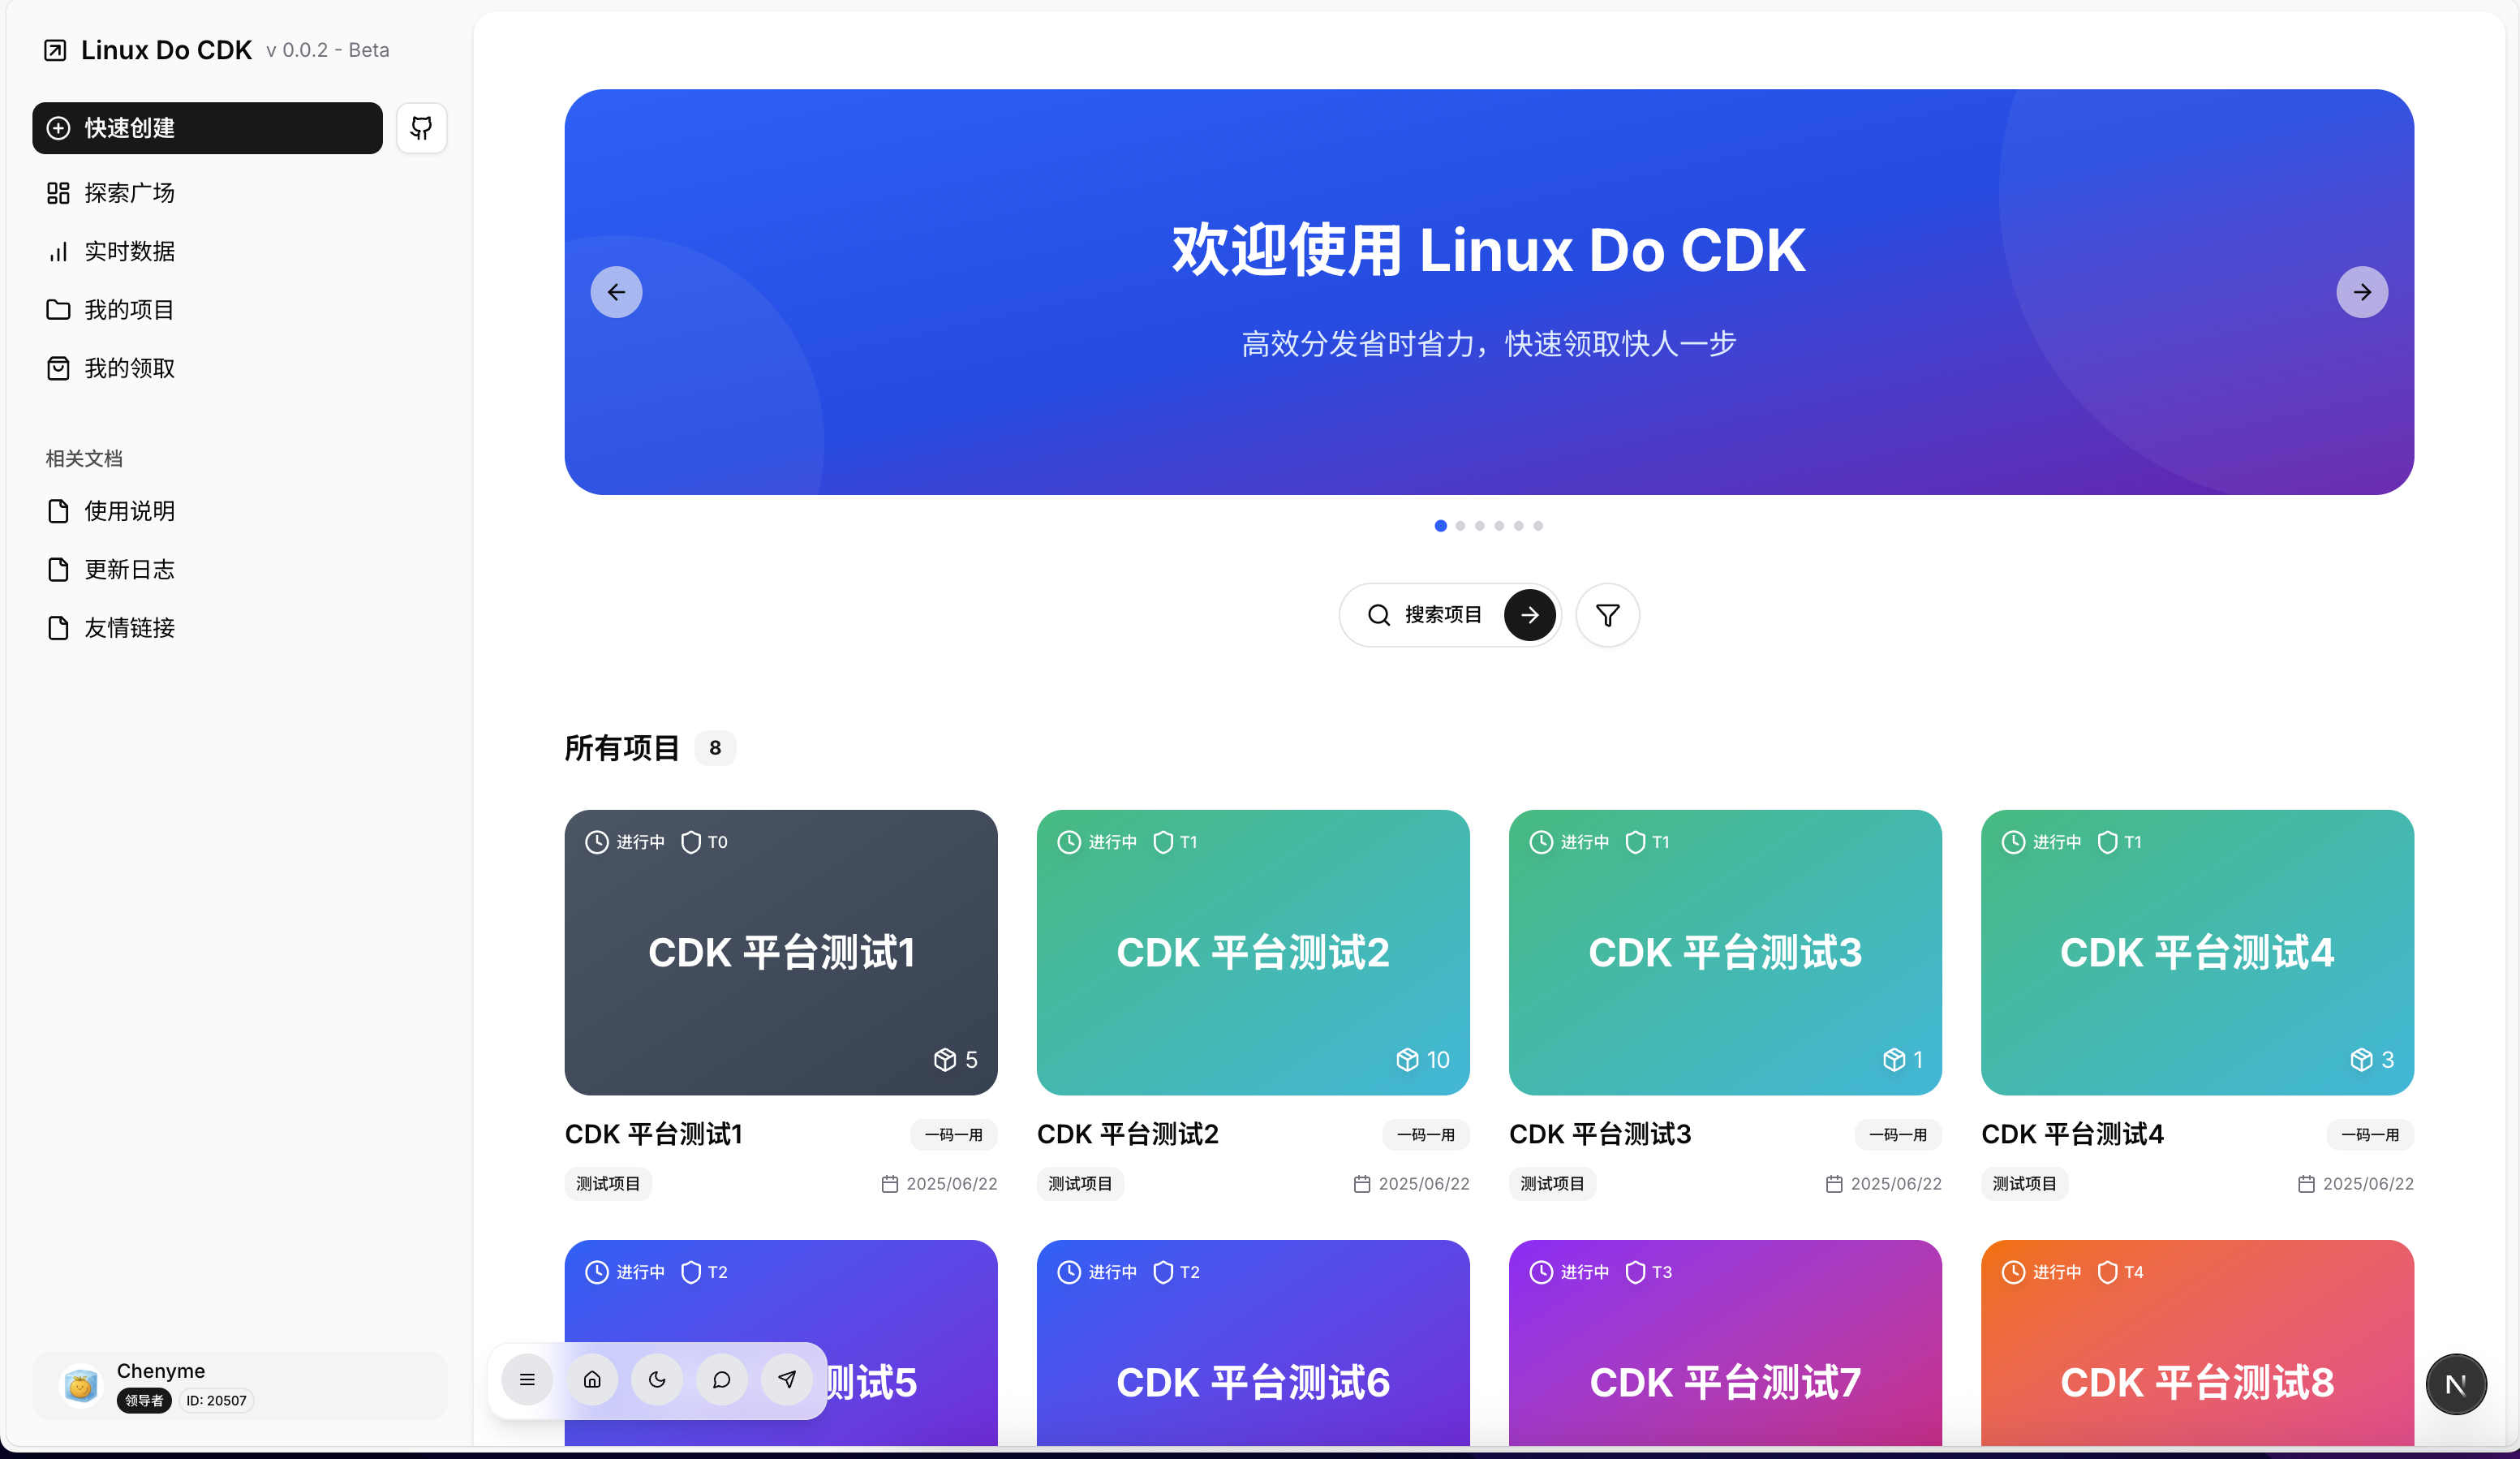 Linux Do CDK v 0.0.2 - Beta
快速创建
探索广场
实时数据
我的项目
我的领取
相关文档
使用说明
更新日志
友情链接
Chenyme
领导者 ID: 20507
欢迎使用 Linux Do CDK
高效分发省时省力，快速领取快人一步
搜索项目
所有项目 8
进行中 T0
CDK 平台测试1
5
CDK 平台测试1 一码一用
测试项目 2025/06/22
进行中 T1
CDK 平台测试2
10
CDK 平台测试2 一码一用
测试项目 2025/06/22
进行中 T1
CDK 平台测试3
1
CDK 平台测试3 一码一用
测试项目 2025/06/22
进行中 T1
CDK 平台测试4
3
CDK 平台测试4 一码一用
测试项目 2025/06/22
进行中 T2
测试5
进行中 T2
CDK 平台测试6
进行中 T3
CDK 平台测试7
进行中 T4
CDK 平台测试8
N